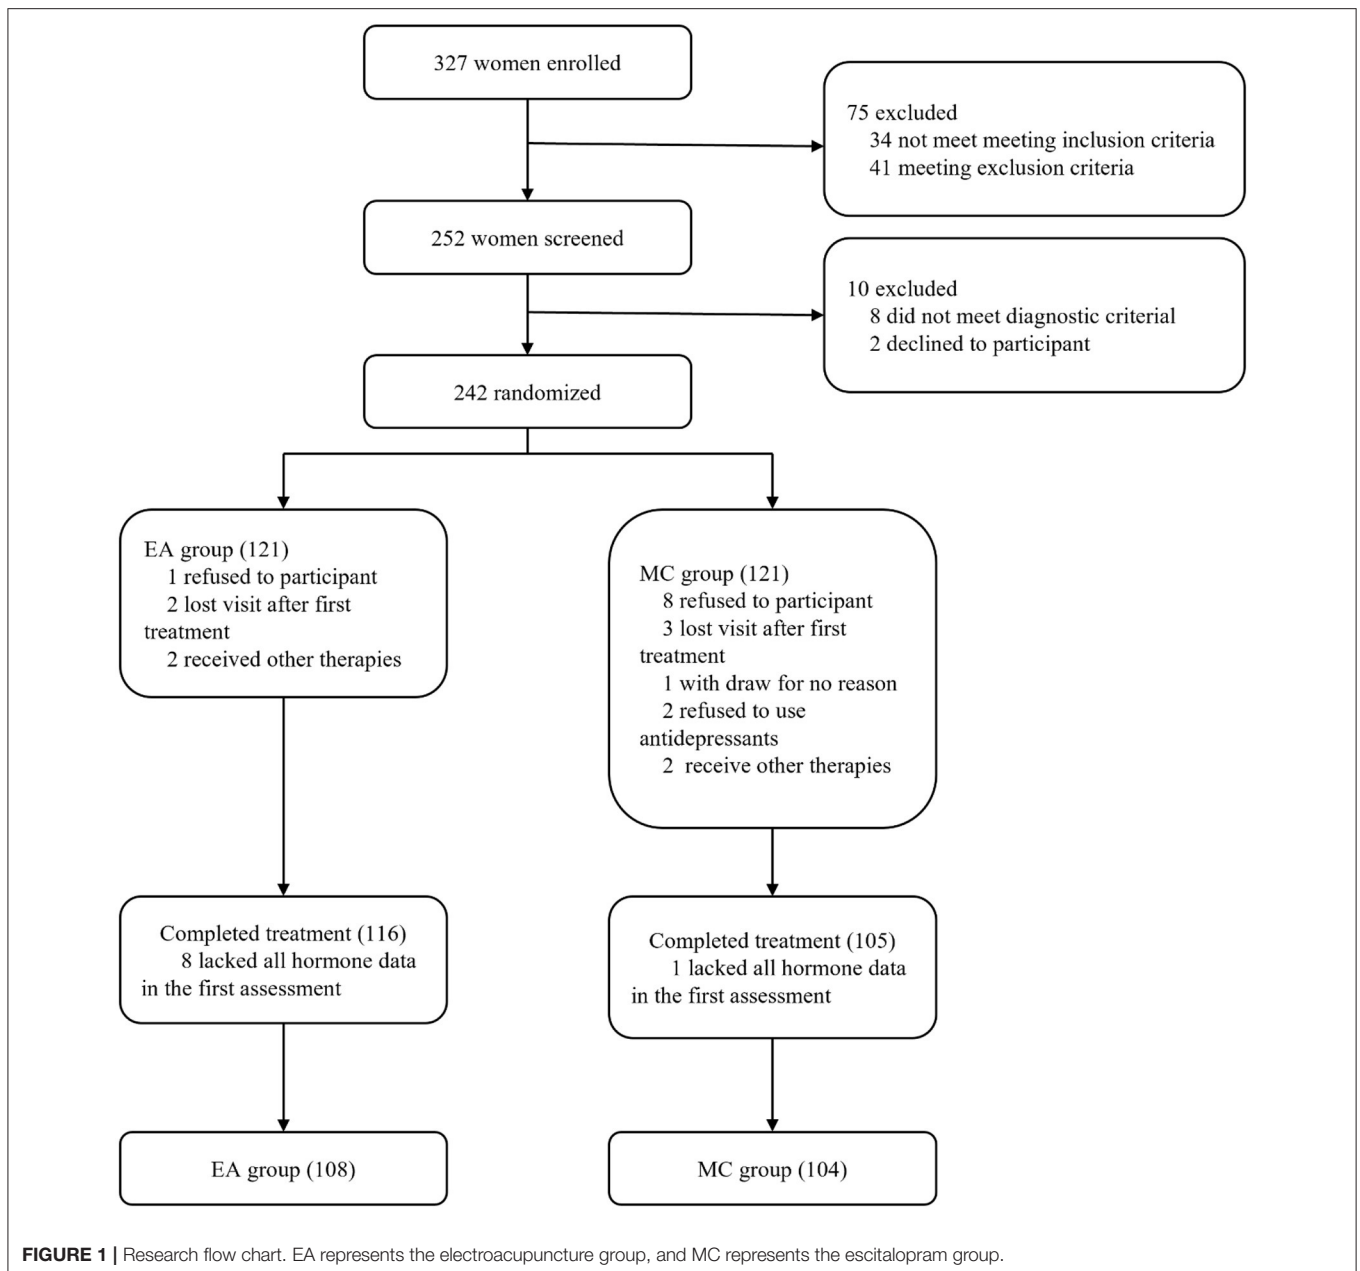 327 women enrolled
75 excluded
34 not meet meeting inclusion criteria
41 meeting exclusion criteria
252 women screened
10 excluded
8 did not meet diagnostic criterial
2 declined to participant
242 randomized
EA group (121)
1 refused to participant
2 lost visit after first
treatment
2 received other therapies
MC group (121)
8 refused to participant
3 lost visit after first
treatment
1 with draw for no reason
2 refused to use
antidepressants
2 receive other therapies
Completed treatment (116)
8 lacked all hormone data
in the first assessment
Completed treatment (105)
1 lacked all hormone data
in the first assessment
EA group (108)
MC group (104)
FIGURE 1 | Research flow chart. EA represents the electroacupuncture group, and MC represents the escitalopram group.